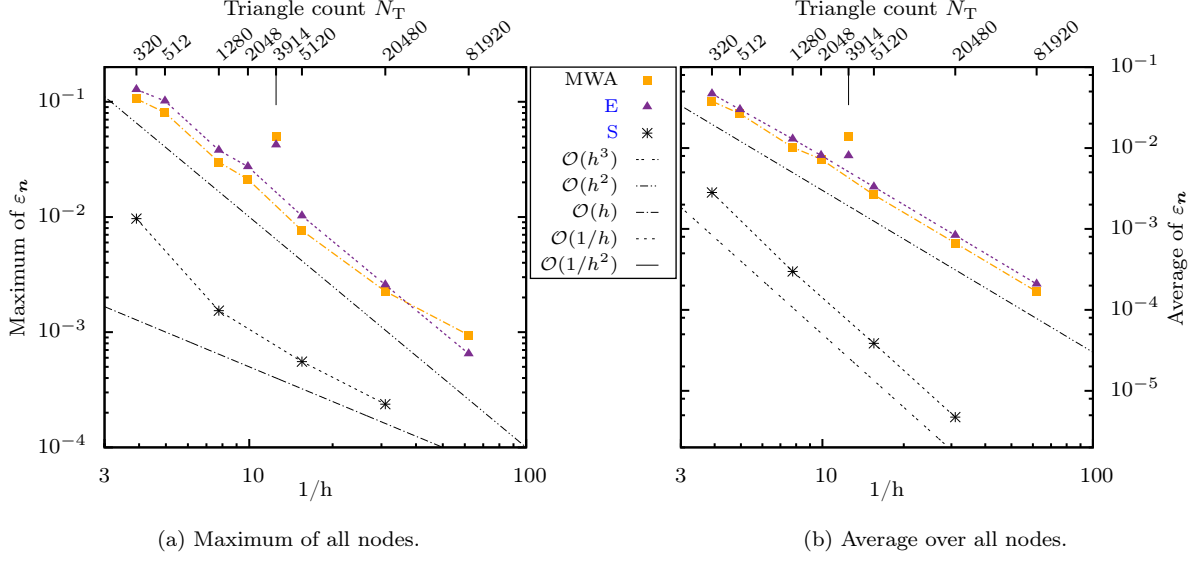 Triangle count N_T
320 512 1280 2048 3914 5120 20480 81920
Maximum of ε_n
10^−1
10^−2
10^−3
10^−4
3 10 100
1/h
(a) Maximum of all nodes.
MWA
E
S
O(h^3)
O(h^2)
O(h)
O(1/h)
O(1/h^2)
Triangle count N_T
320 512 1280 2048 3914 5120 20480 81920
10^−1
10^−2
10^−3
10^−4
10^−5
Average of ε_n
3 10 100
1/h
(b) Average over all nodes.